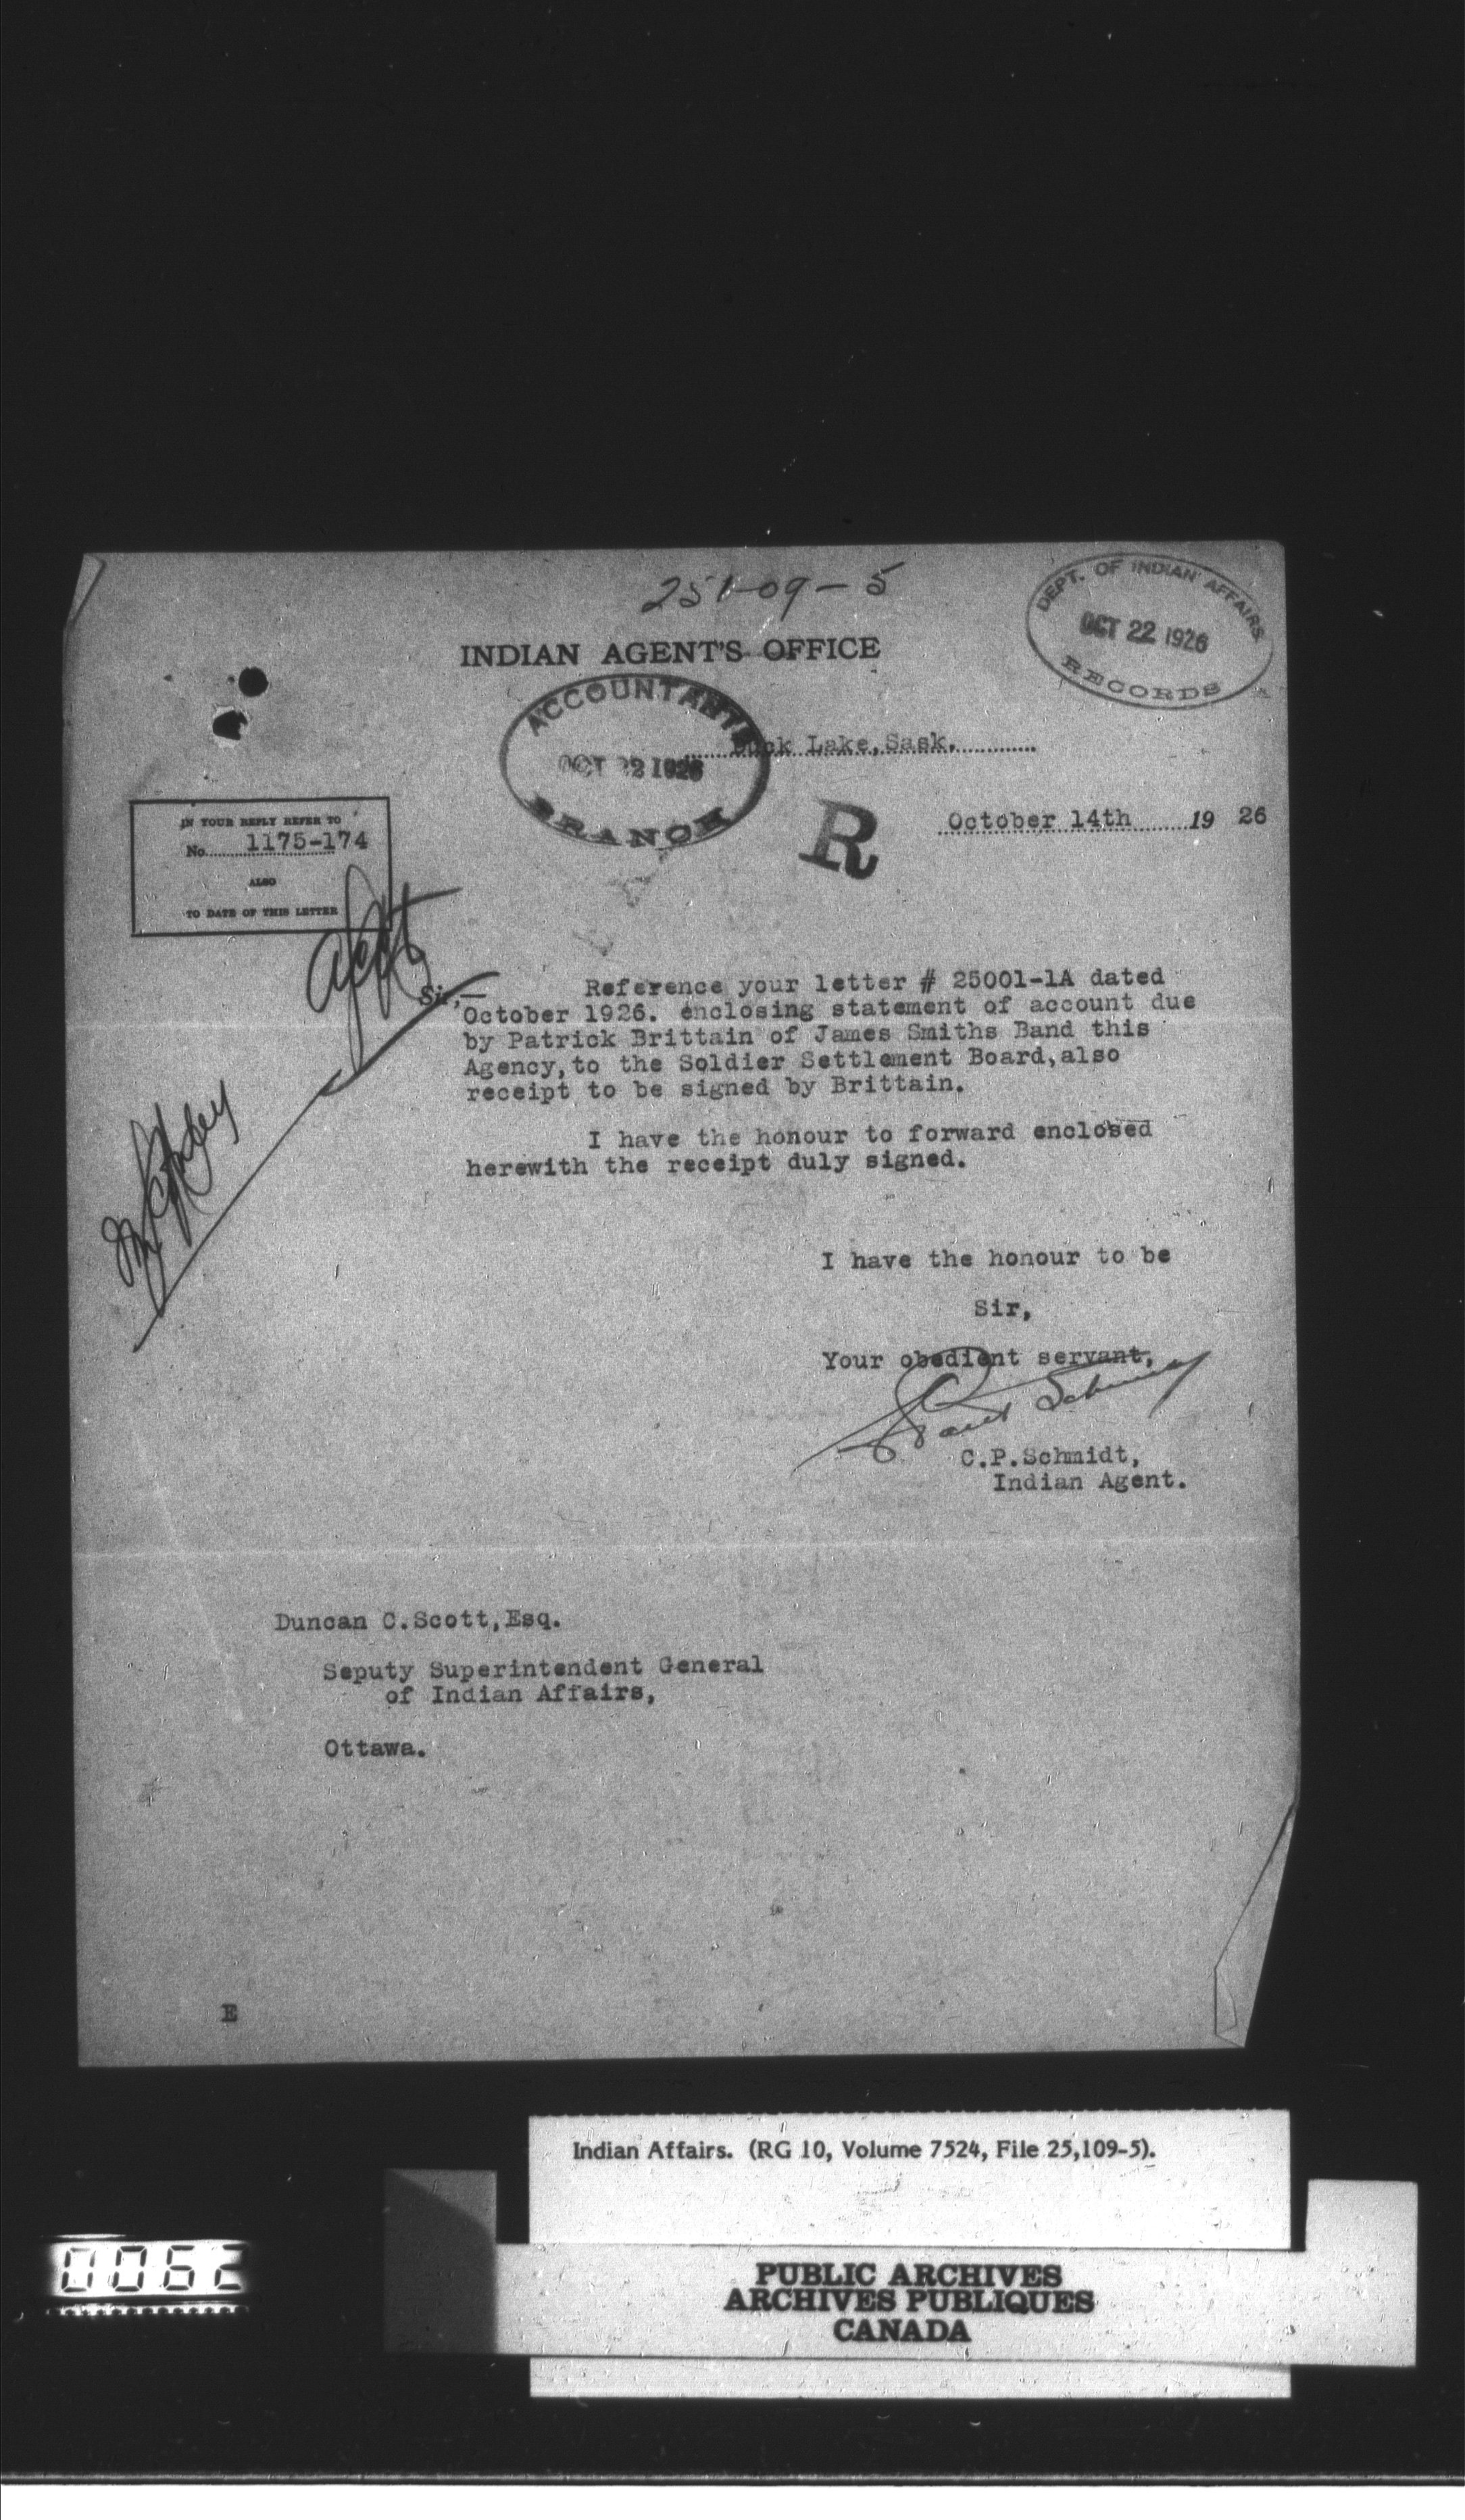 251-09-5
DEPT. OF INDIAN AFFAIRS
OCT 22 1926
RECORDS
INDIAN AGENT'S OFFICE
ACCOUNTANTS
OCT 22 1926
BRANCH
Duck Lake, Sask.
R
October 14th 19 26
IN YOUR REPLY REFER TO
No. 1175-174
ALSO
TO DATE OF THIS LETTER
acct
Sir,—
Reference your letter # 25001-1A dated
October 1926. enclosing statement of account due
by Patrick Brittain of James Smiths Band this
Agency, to the Soldier Settlement Board, also
receipt to be signed by Brittain.
I have the honour to forward enclosed
herewith the receipt duly signed.
I have the honour to be
Sir,
Your obedient servant,
C.P.Schmidt,
Indian Agent.
Duncan C.Scott,Esq.
Seputy Superintendent General
of Indian Affairs,
Ottawa.
E
Indian Affairs. (RG 10, Volume 7524, File 25,109-5).
0062
PUBLIC ARCHIVES
ARCHIVES PUBLIQUES
CANADA